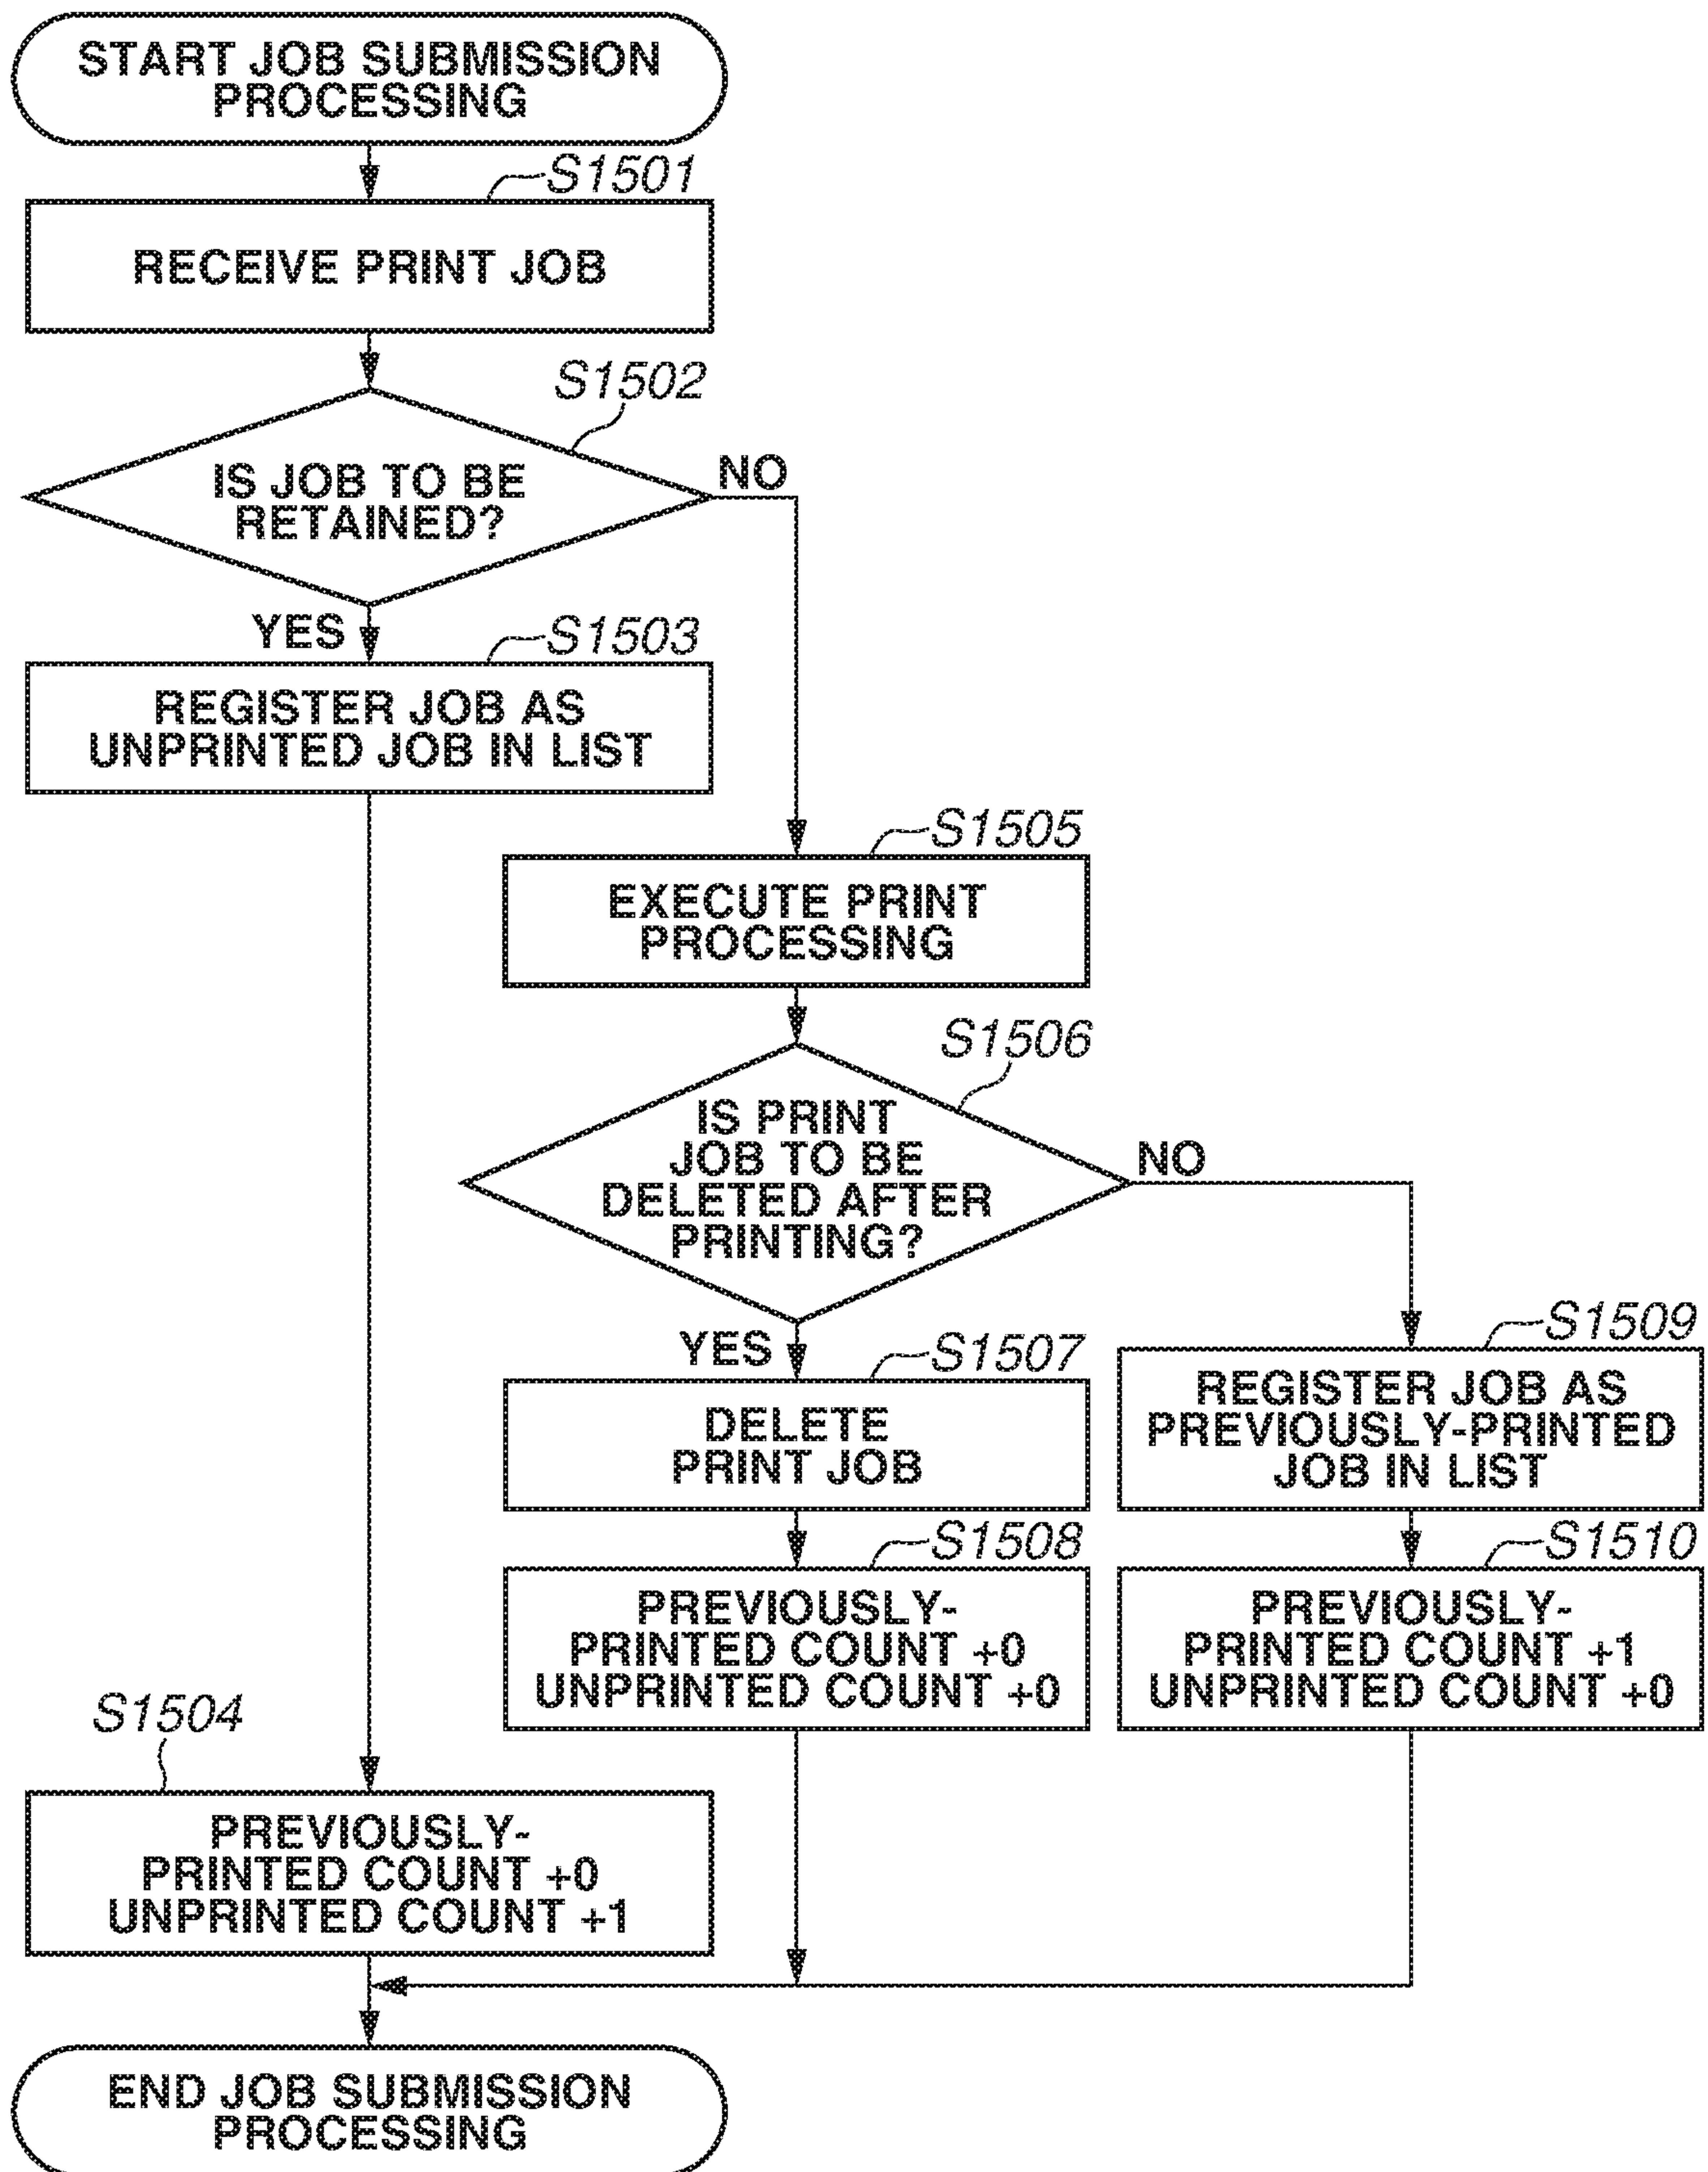 START JOB SUBMISSION
PROCESSING
S1501
RECEIVE PRINT JOB
S1502
IS JOB TO BE
RETAINED?
NO
YES
S1503
REGISTER JOB AS
UNPRINTED JOB IN LIST
S1505
EXECUTE PRINT
PROCESSING
S1506
IS PRINT
JOB TO BE
DELETED AFTER
PRINTING?
NO
YES
S1507
DELETE
PRINT JOB
S1509
REGISTER JOB AS
PREVIOUSLY-PRINTED
JOB IN LIST
S1508
PREVIOUSLY-
PRINTED COUNT +0
UNPRINTED COUNT +0
S1510
PREVIOUSLY-
PRINTED COUNT +1
UNPRINTED COUNT +0
S1504
PREVIOUSLY-
PRINTED COUNT +0
UNPRINTED COUNT +1
END JOB SUBMISSION
PROCESSING